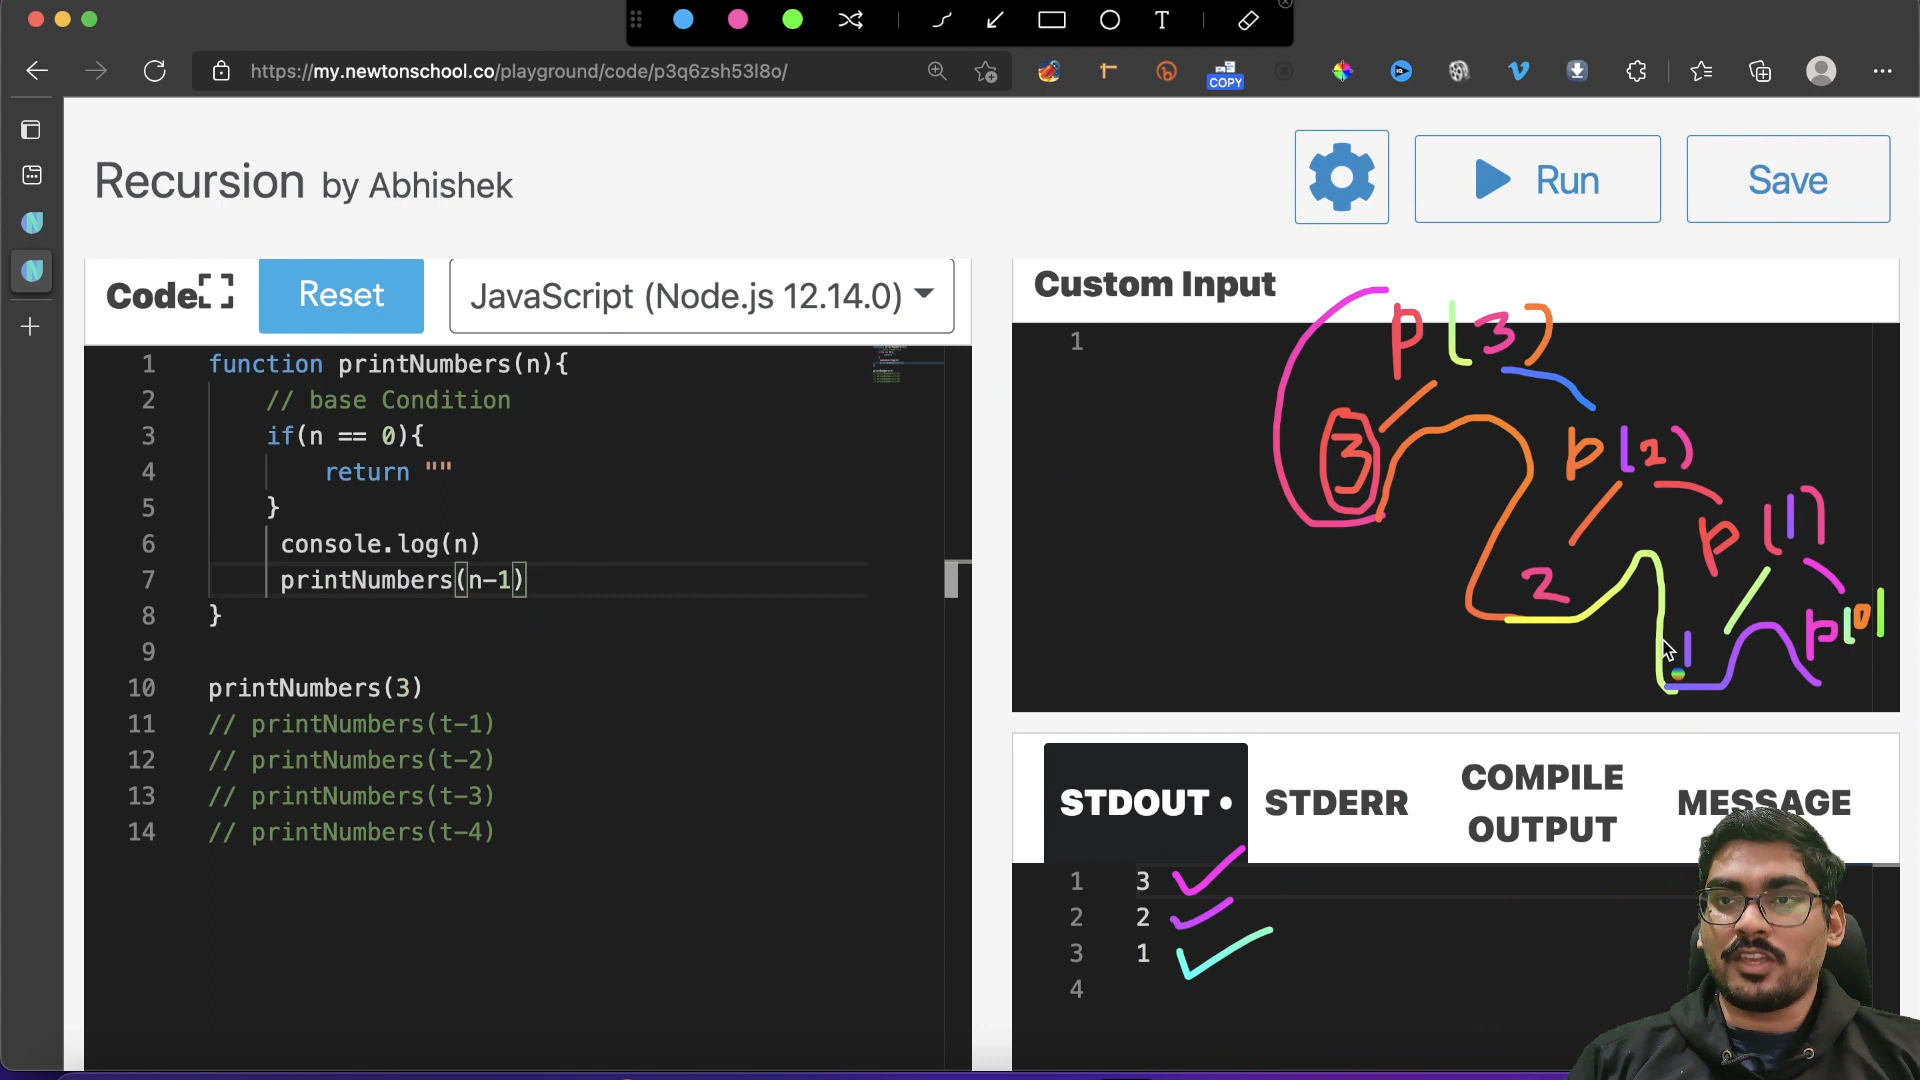 https://my.newtonschool.co/playground/code/p3q6zsh53l8o/
COPY
Recursion by Abhishek
Run
Save
Code
Reset
JavaScript (Node.js 12.14.0)
Custom Input
1 function printNumbers(n){
2 // base Condition
3 if(n == 0){
4 return ""
5 }
6 console.log(n)
7 printNumbers(n-1)
8 }
9
10 printNumbers(3)
11 // printNumbers(t-1)
12 // printNumbers(t-2)
13 // printNumbers(t-3)
14 // printNumbers(t-4)
1
p(3)
3
p(2)
2
p(1)
1
p(0)
STDOUT •
STDERR
COMPILE OUTPUT
MESSAGE
1 3
2 2
3 1
4